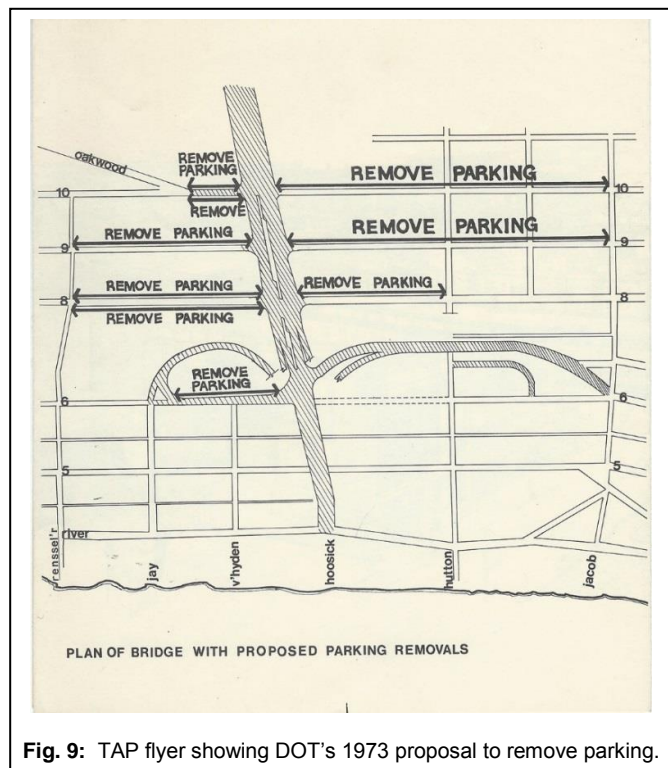 oakwood
REMOVE
PARKING
REMOVE PARKING
10
10
REMOVE
REMOVE PARKING
REMOVE PARKING
9
9
REMOVE PARKING
REMOVE PARKING
8
8
REMOVE PARKING
REMOVE
PARKING
6
6
5
5
renssel'r
river
jay
v'hyden
hoosick
hutton
jacob
PLAN OF BRIDGE WITH PROPOSED PARKING REMOVALS
Fig. 9: TAP flyer showing DOT's 1973 proposal to remove parking.